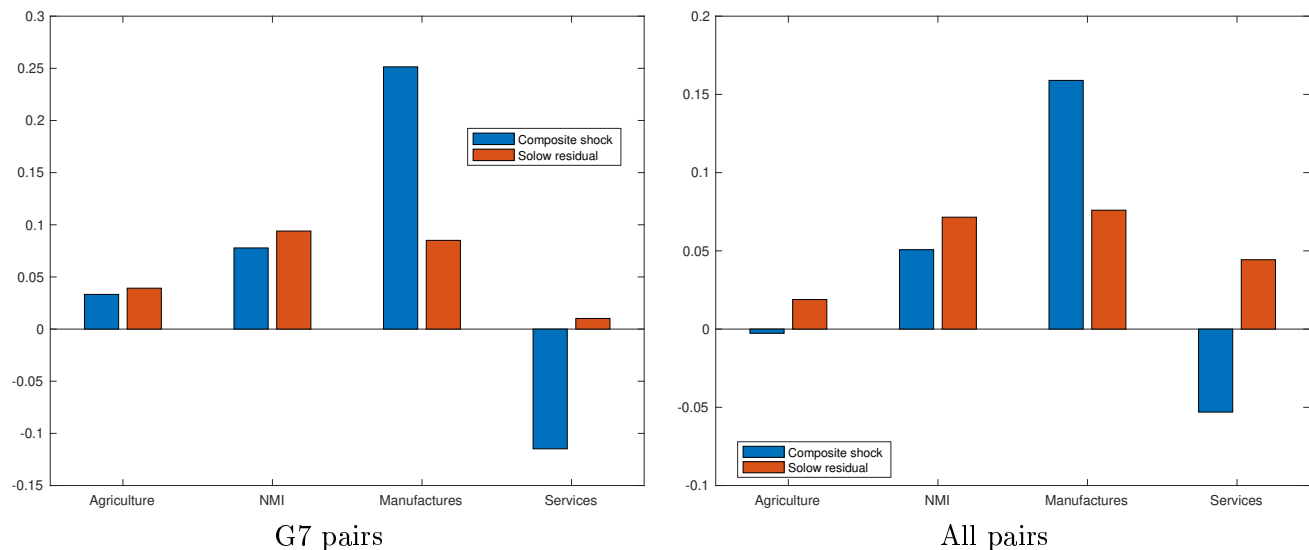 0.3
0.25
0.2
0.15
0.1
0.05
0
-0.05
-0.1
-0.15
Composite shock
Solow residual
Agriculture NMI Manufactures Services
G7 pairs
0.2
0.15
0.1
0.05
0
-0.05
-0.1
Composite shock
Solow residual
Agriculture NMI Manufactures Services
All pairs